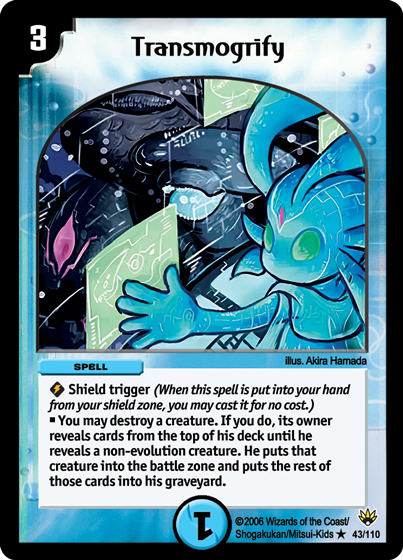 3
Transmogrify
illus. Akira Hamada
SPELL
Shield trigger (When this spell is put into your hand
from your shield zone, you may cast it for no cost.)
▪ You may destroy a creature. If you do, its owner
reveals cards from the top of his deck until he
reveals a non-evolution creature. He puts that
creature into the battle zone and puts the rest of
those cards into his graveyard.
1
©2006 Wizards of the Coast/
Shogakukan/Mitsui-Kids ★ 43/110